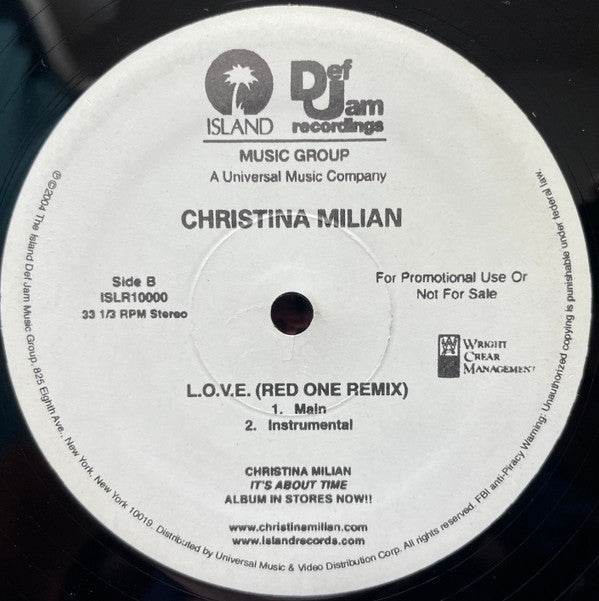 ISLAND
Def
Jam
recordings
MUSIC GROUP
A Universal Music Company
CHRISTINA MILIAN
Side B
ISLR10000
33 1/3 RPM Stereo
For Promotional Use Or
Not For Sale
WRIGHT
CREAR
MANAGEMENT
L.O.V.E. (RED ONE REMIX)
1. Main
2. Instrumental
CHRISTINA MILIAN
IT'S ABOUT TIME
ALBUM IN STORES NOW!!
www.christinamilian.com
www.islandrecords.com
℗©2004 The Island Def Jam Music Group, 825 Eighth Ave., New York, New York 10019. Distributed by Universal Music & Video Distribution Corp. All rights reserved. FBI anti-Piracy Warning: Unauthorized copying is punishable under federal law.